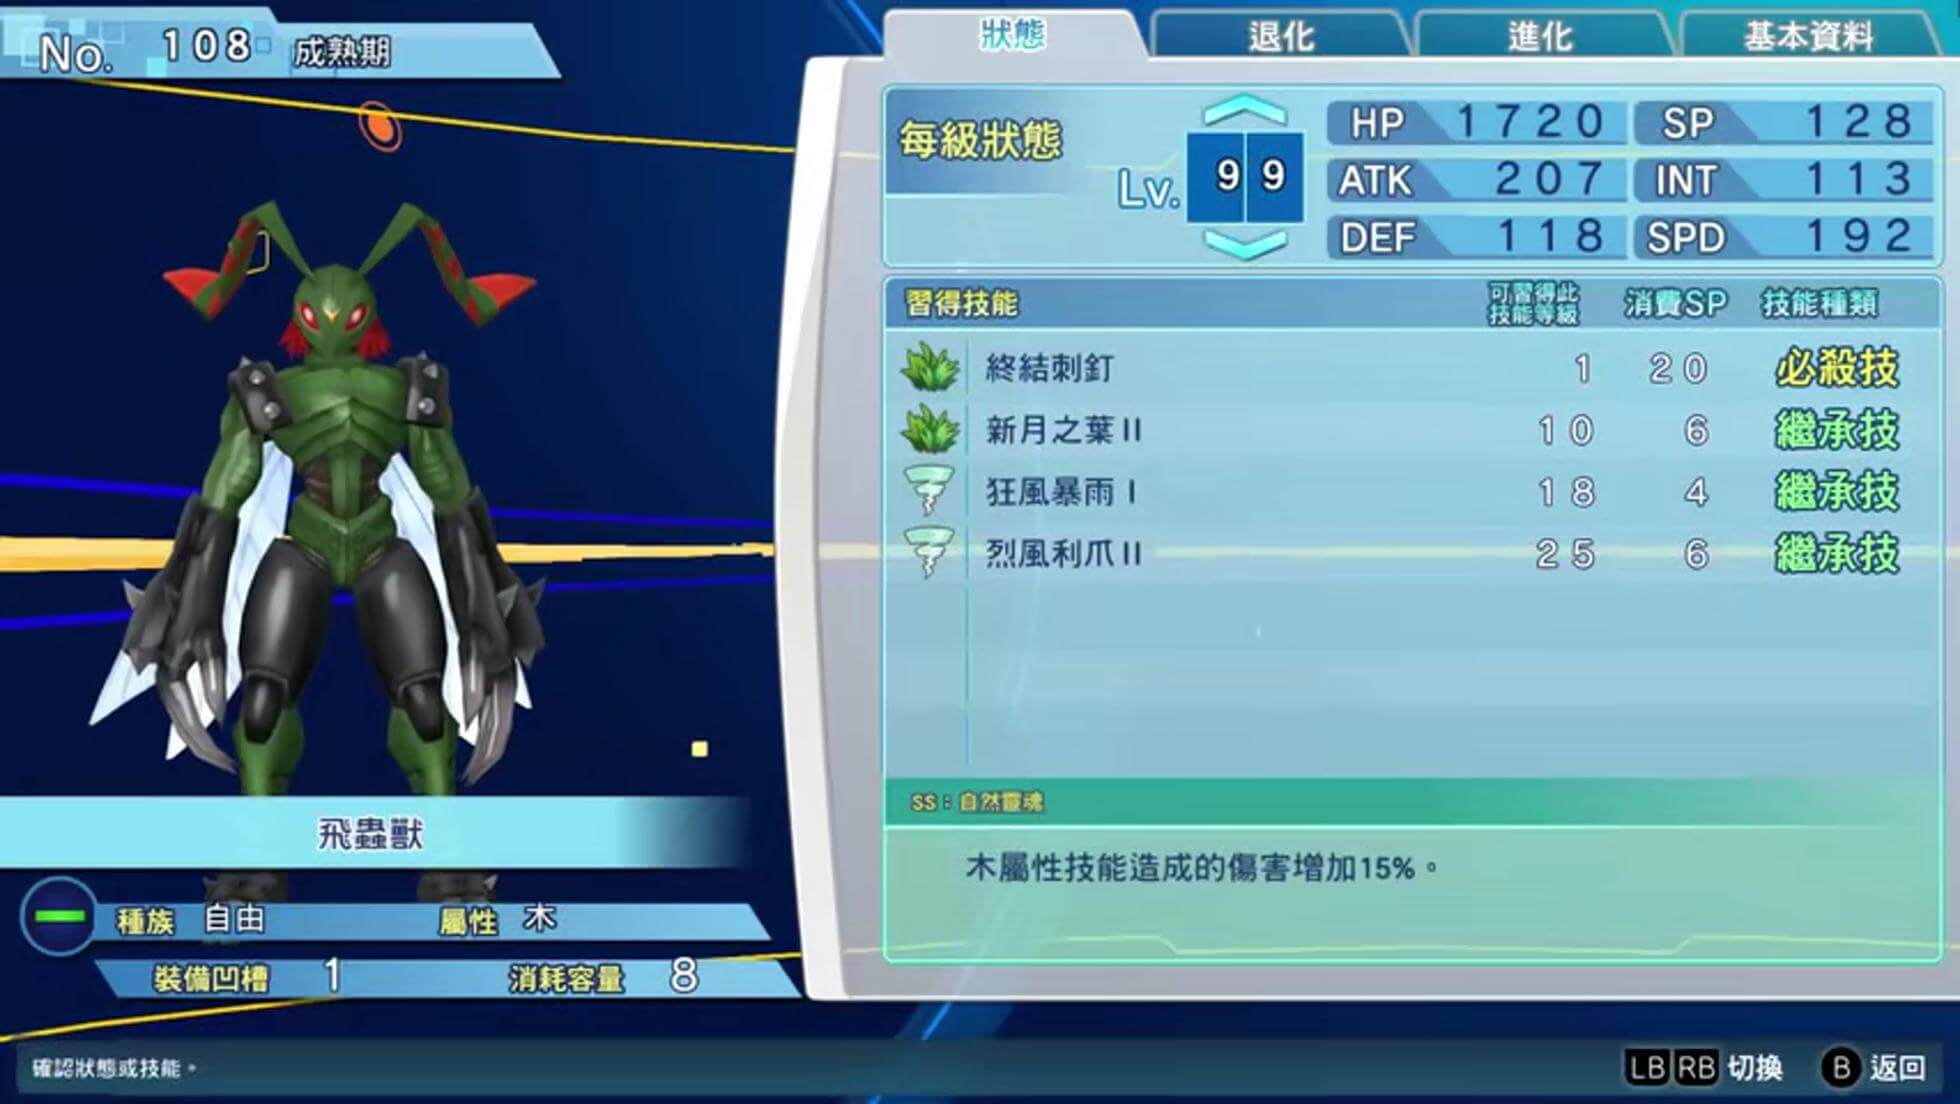 No. 108 成熟期
狀態 退化 進化 基本資料
每級狀態
Lv. 99
HP 1720 SP 128
ATK 207 INT 113
DEF 118 SPD 192
習得技能 可習得此技能等級 消費SP 技能種類
終結刺釘 1 20 必殺技
新月之葉II 10 6 繼承技
狂風暴雨 I 18 4 繼承技
烈風利爪II 25 6 繼承技
SS：自然靈魂
木屬性技能造成的傷害增加15%。
飛蟲獸
種族 自由 屬性 木
裝備凹槽 1 消耗容量 8
確認狀態或技能。
LB RB 切換 B 返回